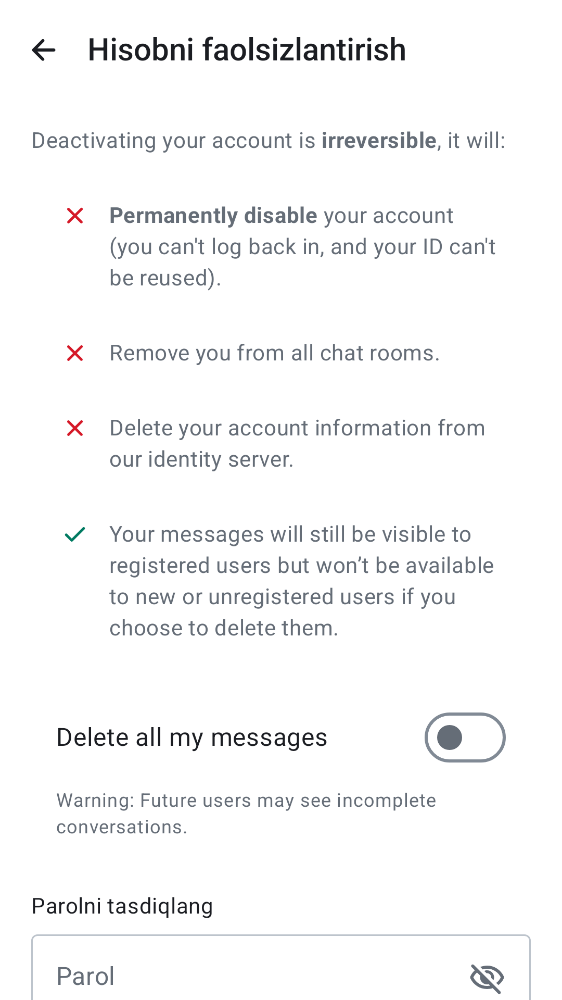 Hisobni faolsizlantirish
Deactivating your account is irreversible, it will:
Permanently disable your account
(you can't log back in, and your ID can't
be reused).
Remove you from all chat rooms.
Delete your account information from
our identity server.
Your messages will still be visible to
registered users but won’t be available
to new or unregistered users if you
choose to delete them.
Delete all my messages
Warning: Future users may see incomplete
conversations.
Parolni tasdiqlang
Parol